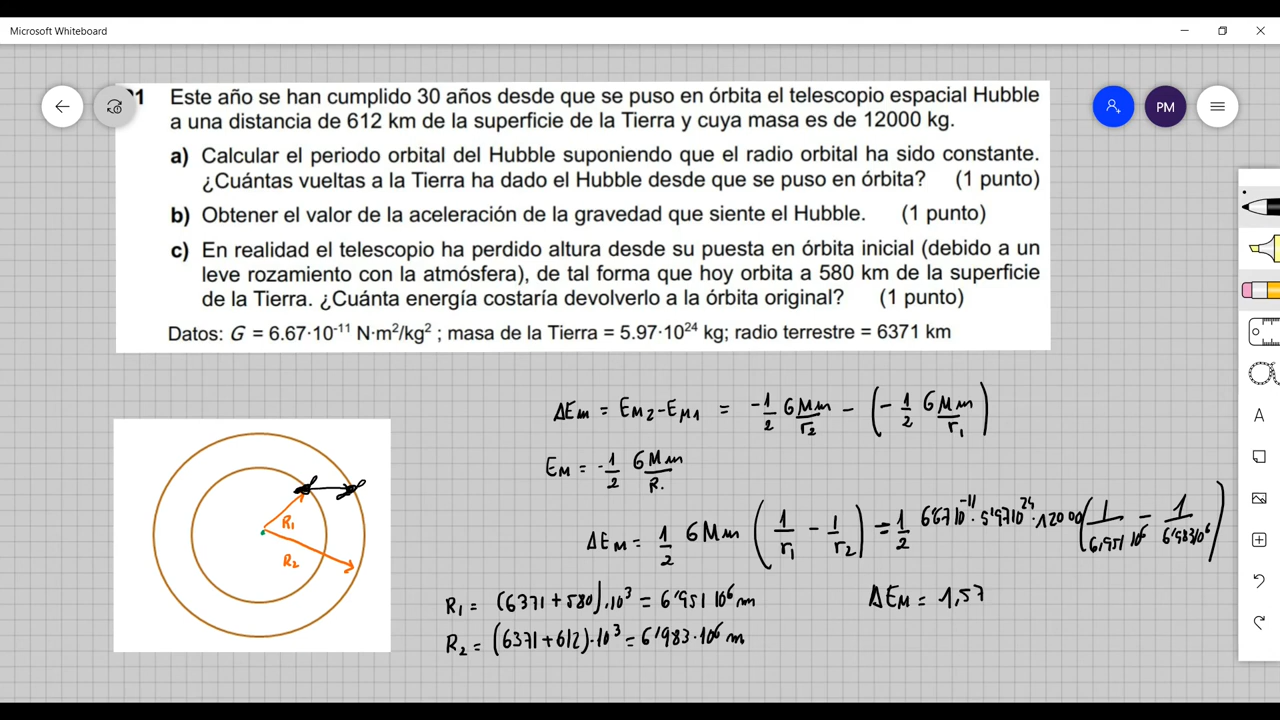 Microsoft Whiteboard
PM
1 Este año se han cumplido 30 años desde que se puso en órbita el telescopio espacial Hubble
a una distancia de 612 km de la superficie de la Tierra y cuya masa es de 12000 kg.
a) Calcular el periodo orbital del Hubble suponiendo que el radio orbital ha sido constante.
¿Cuántas vueltas a la Tierra ha dado el Hubble desde que se puso en órbita? (1 punto)
b) Obtener el valor de la aceleración de la gravedad que siente el Hubble. (1 punto)
c) En realidad el telescopio ha perdido altura desde su puesta en órbita inicial (debido a un
leve rozamiento con la atmósfera), de tal forma que hoy orbita a 580 km de la superficie
de la Tierra. ¿Cuánta energía costaría devolverlo a la órbita original? (1 punto)
Datos: G = 6.67·10⁻¹¹ N·m²/kg² ; masa de la Tierra = 5.97·10²⁴ kg; radio terrestre = 6371 km
ΔEm = EM2 - EM1 = -1/2 GMm/r2 - (-1/2 GMm/r1)
EM = -1/2 GMm/R.
ΔEM = 1/2 GMm (1/r1 - 1/r2) = 1/2 6'67 10⁻¹¹ · 5'97 10²⁴ · 12000 (1/6,951 10⁶ - 1/6'983 10⁶)
R1
R2
R1 = (6371 + 580)·10³ = 6'951 10⁶ m
R2 = (6371 + 612)·10³ = 6'983·10⁶ m
ΔEM = 1,57